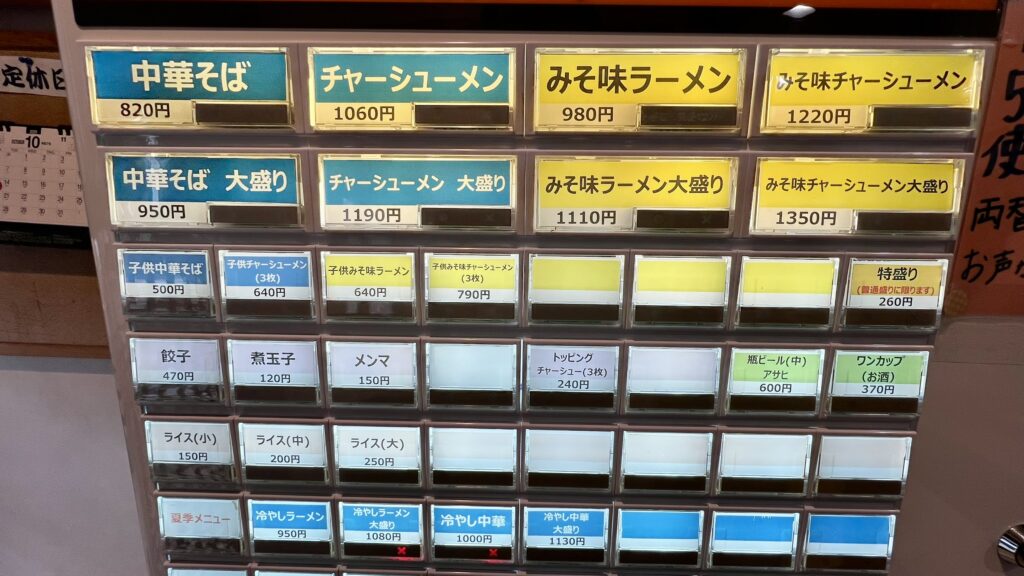 中華そば
820円
チャーシューメン
1060円
みそ味ラーメン
980円
みそ味チャーシューメン
1220円
中華そば 大盛り
950円
チャーシューメン 大盛り
1190円
みそ味ラーメン大盛り
1110円
みそ味チャーシューメン大盛り
1350円
子供中華そば
500円
子供チャーシューメン
(3枚)
640円
子供みそ味ラーメン
640円
子供みそ味チャーシューメン
(3枚)
790円
特盛り
(普通盛りに限ります)
260円
餃子
470円
煮玉子
120円
メンマ
150円
トッピング
チャーシュー(3枚)
240円
瓶ビール(中)
アサヒ
600円
ワンカップ
(お酒)
370円
ライス(小)
150円
ライス(中)
200円
ライス(大)
250円
夏季メニュー
冷やしラーメン
950円
冷やしラーメン
大盛り
1080円
冷やし中華
1000円
冷やし中華
大盛り
1130円
定休日
10
使
両替
お声